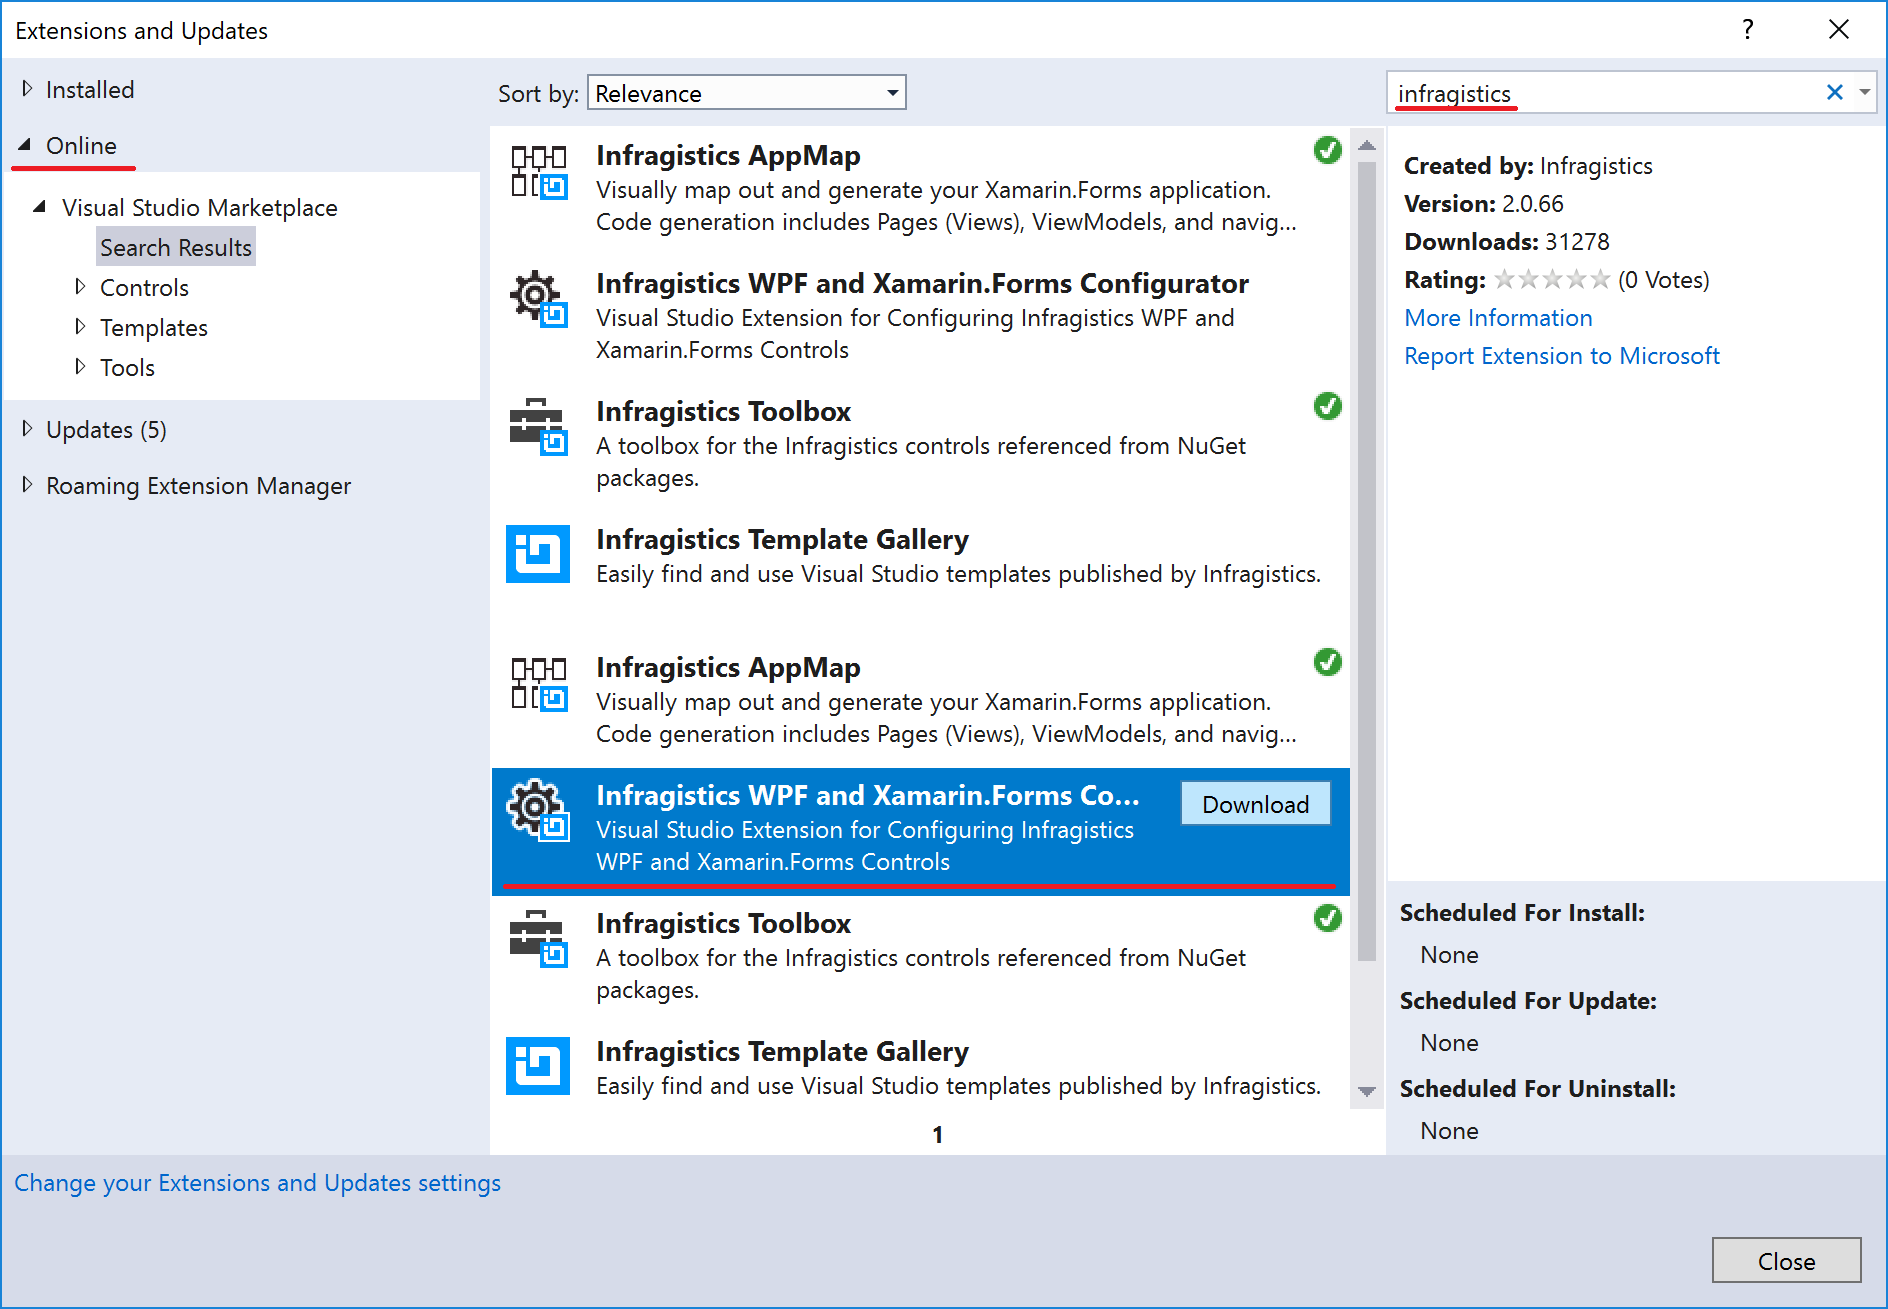 Extensions and Updates
?
Installed
Online
Visual Studio Marketplace
Search Results
Controls
Templates
Tools
Updates (5)
Roaming Extension Manager
Sort by: Relevance
Infragistics AppMap
Visually map out and generate your Xamarin.Forms application.
Code generation includes Pages (Views), ViewModels, and navig...
Infragistics WPF and Xamarin.Forms Configurator
Visual Studio Extension for Configuring Infragistics WPF and
Xamarin.Forms Controls
Infragistics Toolbox
A toolbox for the Infragistics controls referenced from NuGet
packages.
Infragistics Template Gallery
Easily find and use Visual Studio templates published by Infragistics.
Infragistics AppMap
Visually map out and generate your Xamarin.Forms application.
Code generation includes Pages (Views), ViewModels, and navig...
Infragistics WPF and Xamarin.Forms Co...
Download
Visual Studio Extension for Configuring Infragistics
WPF and Xamarin.Forms Controls
Infragistics Toolbox
A toolbox for the Infragistics controls referenced from NuGet
packages.
Infragistics Template Gallery
Easily find and use Visual Studio templates published by Infragistics.
1
infragistics
Created by: Infragistics
Version: 2.0.66
Downloads: 31278
Rating: (0 Votes)
More Information
Report Extension to Microsoft
Scheduled For Install:
None
Scheduled For Update:
None
Scheduled For Uninstall:
None
Change your Extensions and Updates settings
Close